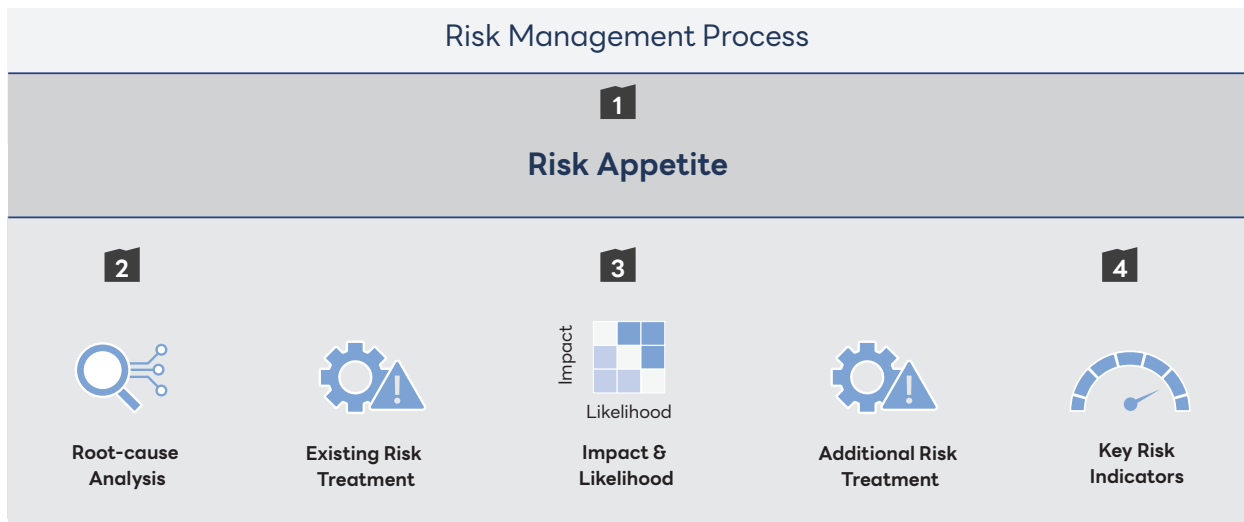 Risk Management Process
1
Risk Appetite
2
3
4
Impact
Likelihood
Root-cause
Analysis
Existing Risk
Treatment
Impact &
Likelihood
Additional Risk
Treatment
Key Risk
Indicators